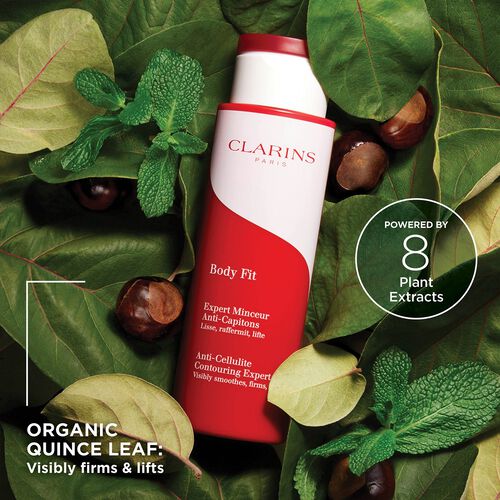 CLARINS
PARIS
Body Fit
Expert Minceur
Anti-Capitons
Lisse, raffermit, lifte
Anti-Cellulite
Contouring Expert
Visibly smoothes, firms,
POWERED BY
8
Plant
Extracts
ORGANIC
QUINCE LEAF:
Visibly firms & lifts